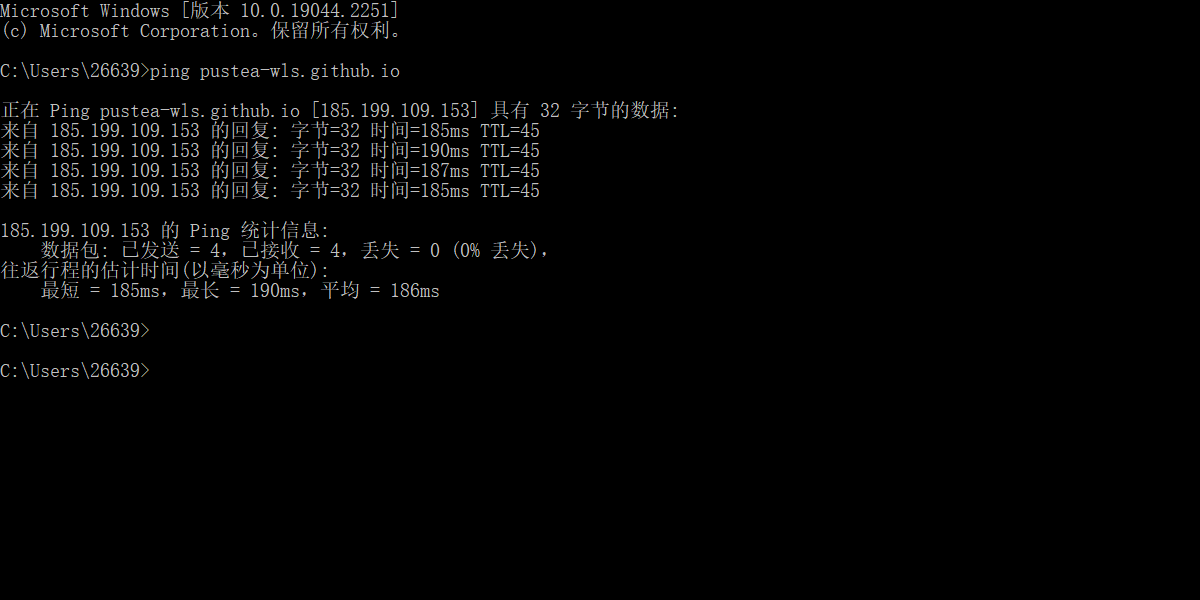 Microsoft Windows [版本 10.0.19044.2251]
(c) Microsoft Corporation。保留所有权利。
C:\Users\26639>ping pustea-wls.github.io
正在 Ping pustea-wls.github.io [185.199.109.153] 具有 32 字节的数据:
来自 185.199.109.153 的回复: 字节=32 时间=185ms TTL=45
来自 185.199.109.153 的回复: 字节=32 时间=190ms TTL=45
来自 185.199.109.153 的回复: 字节=32 时间=187ms TTL=45
来自 185.199.109.153 的回复: 字节=32 时间=185ms TTL=45
185.199.109.153 的 Ping 统计信息:
数据包: 已发送 = 4，已接收 = 4，丢失 = 0 (0% 丢失)，
往返行程的估计时间(以毫秒为单位):
最短 = 185ms，最长 = 190ms，平均 = 186ms
C:\Users\26639>
C:\Users\26639>